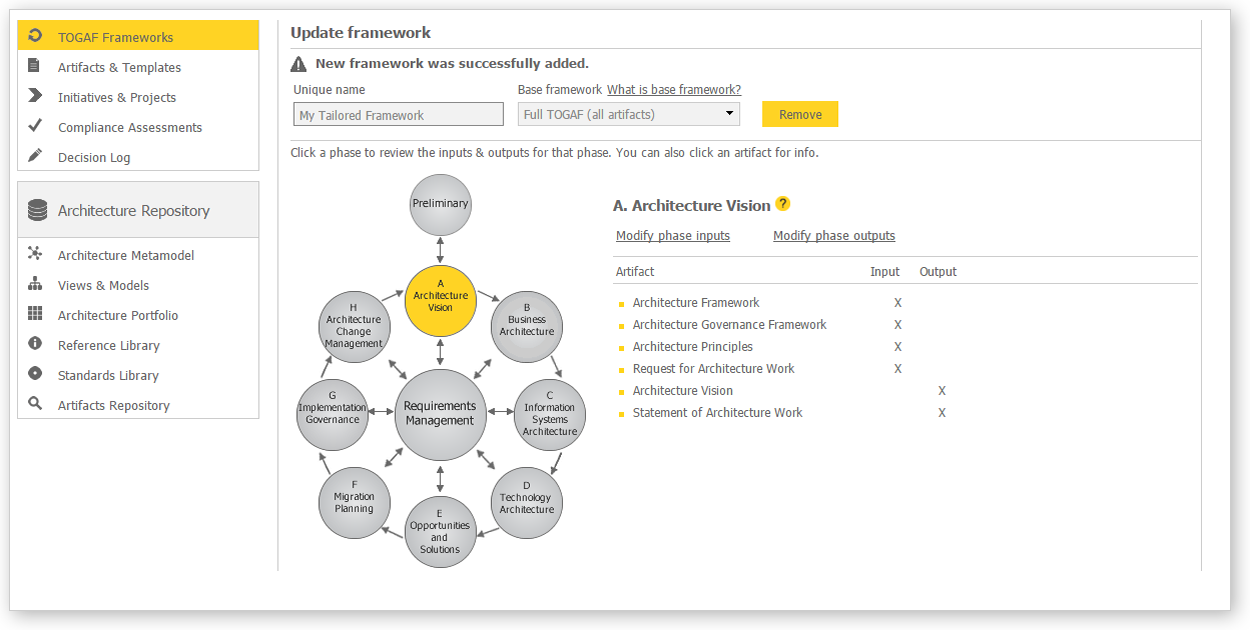 TOGAF Frameworks
Artifacts & Templates
Initiatives & Projects
Compliance Assessments
Decision Log
Architecture Repository
Architecture Metamodel
Views & Models
Architecture Portfolio
Reference Library
Standards Library
Artifacts Repository
Update framework
New framework was successfully added.
Unique name
Base framework What is base framework?
My Tailored Framework
Full TOGAF (all artifacts)
Remove
Click a phase to review the inputs & outputs for that phase. You can also click an artifact for info.
Preliminary
A
Architecture
Vision
B
Business
Architecture
C
Information
Systems
Architecture
D
Technology
Architecture
E
Opportunities
and
Solutions
F
Migration
Planning
G
Implementation
Governance
H
Architecture
Change
Management
Requirements
Management
A. Architecture Vision ?
Modify phase inputs Modify phase outputs
Artifact Input Output
Architecture Framework X
Architecture Governance Framework X
Architecture Principles X
Request for Architecture Work X
Architecture Vision X
Statement of Architecture Work X